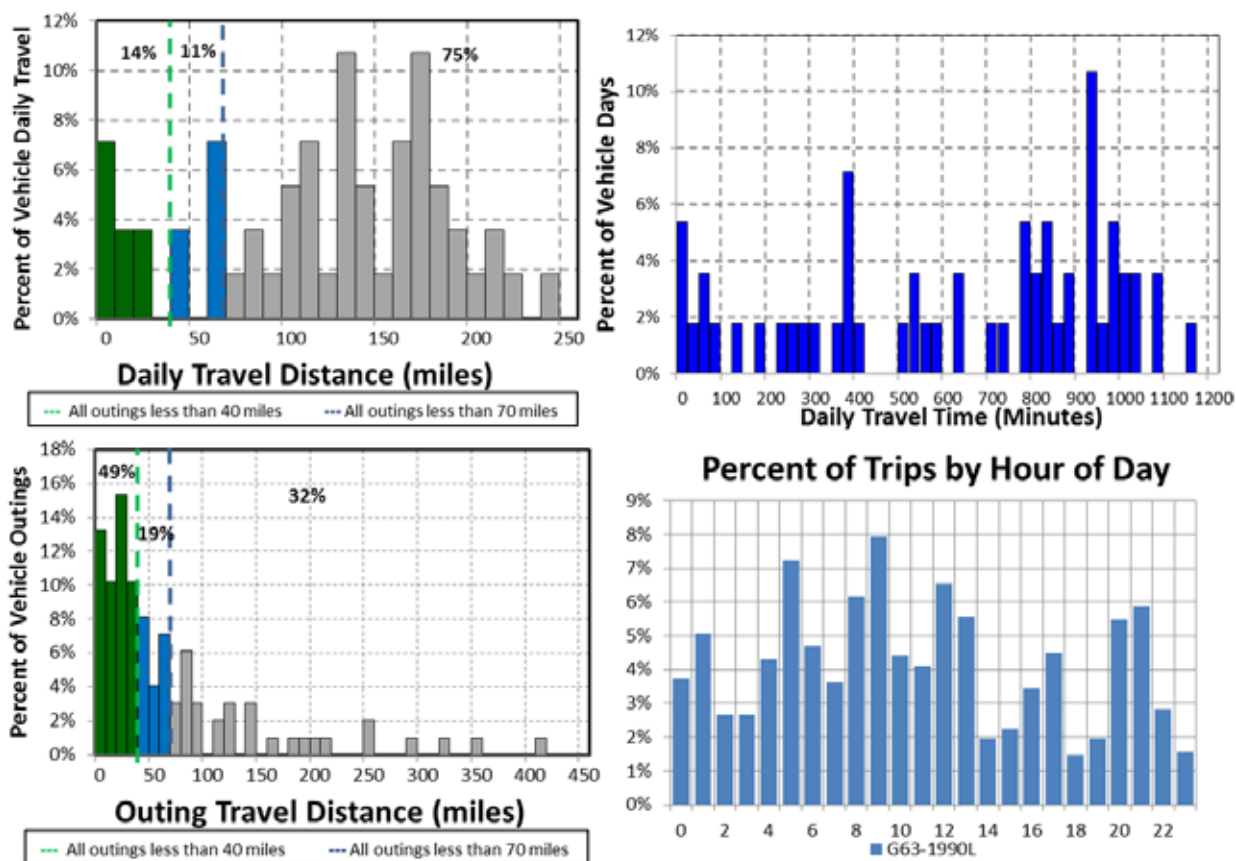 12%
10%
8%
6%
4%
2%
0%
14%
11%
75%
Percent of Vehicle Daily Travel
0 50 100 150 200 250
Daily Travel Distance (miles)
All outings less than 40 miles All outings less than 70 miles
12%
10%
8%
6%
4%
2%
0%
Percent of Vehicle Days
0 100 200 300 400 500 600 700 800 900 1000 1100 1200
Daily Travel Time (Minutes)
18%
16%
14%
12%
10%
8%
6%
4%
2%
0%
49%
19%
32%
Percent of Vehicle Outings
0 50 100 150 200 250 300 350 400 450
Outing Travel Distance (miles)
All outings less than 40 miles All outings less than 70 miles
Percent of Trips by Hour of Day
9%
8%
7%
6%
5%
4%
3%
2%
1%
0%
0 2 4 6 8 10 12 14 16 18 20 22
G63-1990L